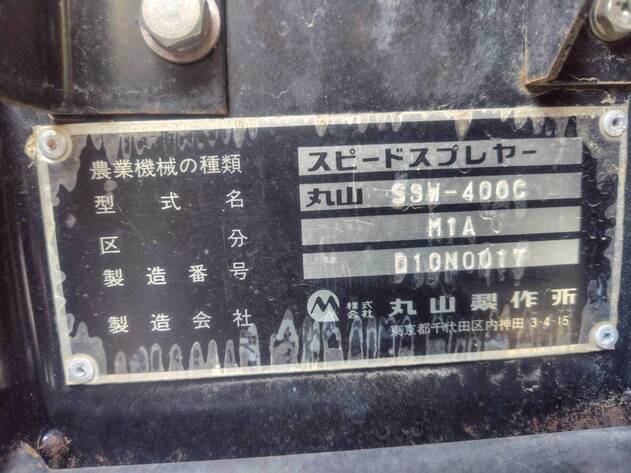 農業機械の種類 スピードスプレヤー
型式名 丸山 SSW-400C
区分 M1A
製造番号 D10N0017
製造会社 株式会社 丸山製作所
東京都千代田区内神田 3-4-15